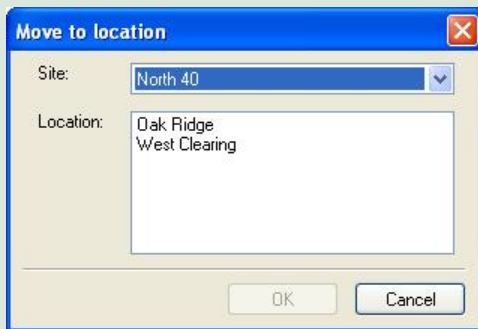 Move to location
Site:
North 40
Location:
Oak Ridge
West Clearing
OK
Cancel